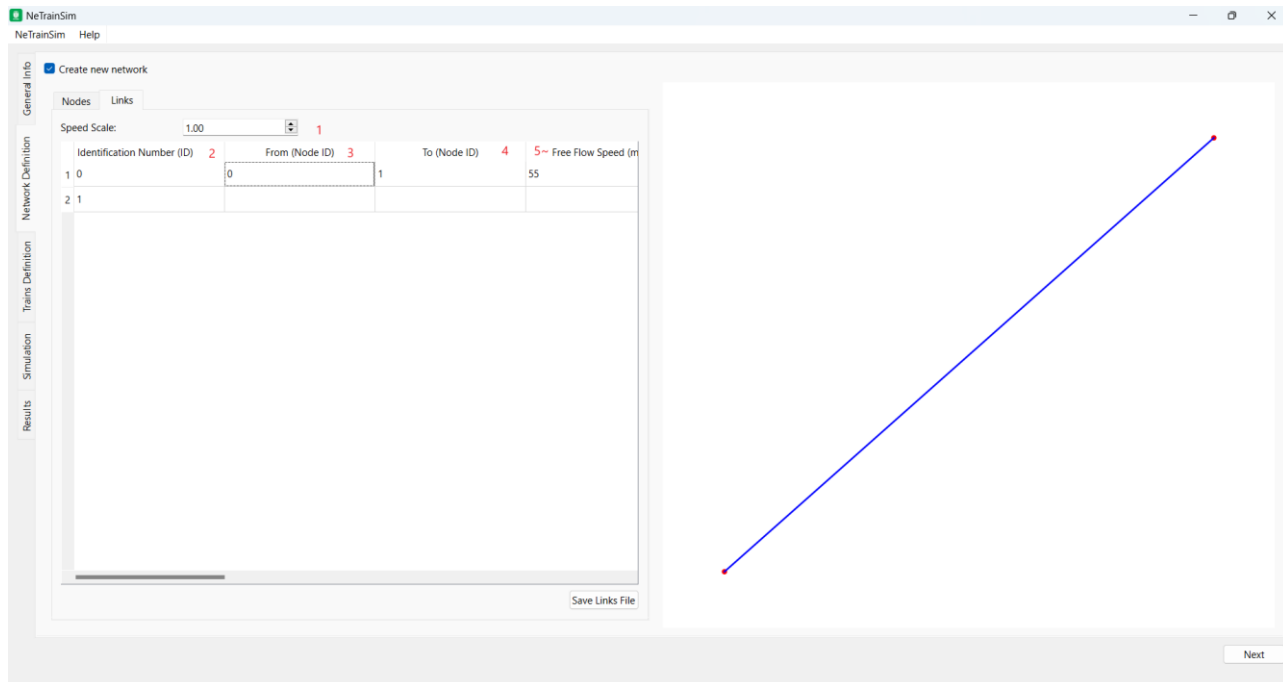 NeTrainSim
NeTrainSim Help
General Info
Network Definition
Trains Definition
Simulation
Results
Create new network
Nodes Links
Speed Scale: 1.00 1
Identification Number (ID) 2 From (Node ID) 3 To (Node ID) 4 5~ Free Flow Speed (m
1 0 0 1 55
2 1
Save Links File
Next